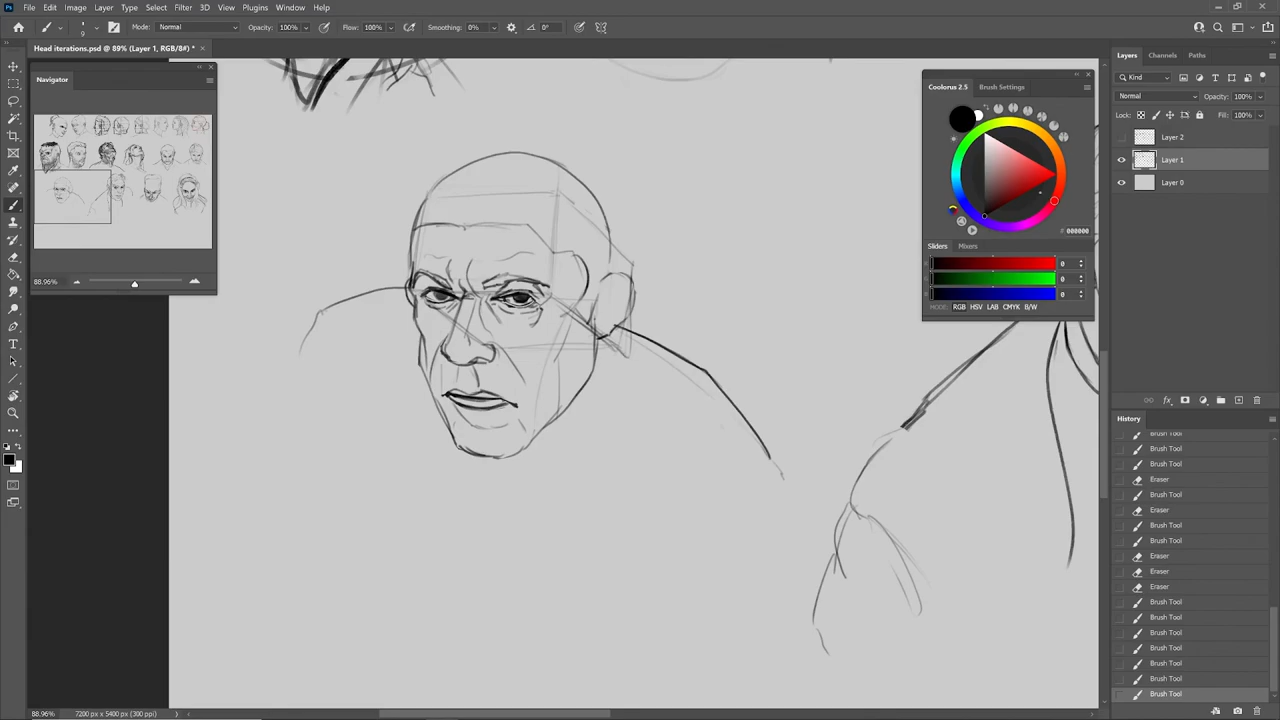 Ps File Edit Image Layer Type Select Filter 3D View Plugins Window Help
9 Mode: Normal Opacity: 100% Flow: 100% Smoothing: 0% 0°
Head iterations.psd @ 89% (Layer 1, RGB/8#) * ×
Navigator
88.96%
Coolorus 2.5 Brush Settings
# 000000
Sliders Mixers
0
0
0
RGB HSV LAB CMYK B/W
Layers Channels Paths
Kind
Normal Opacity: 100%
Lock: Fill: 100%
Layer 2
Layer 1
Layer 0
fx
History
Brush Tool
Brush Tool
Brush Tool
Eraser
Brush Tool
Eraser
Brush Tool
Brush Tool
Eraser
Eraser
Eraser
Brush Tool
Brush Tool
Brush Tool
Brush Tool
Brush Tool
Brush Tool
Brush Tool
88.96% 7200 px x 5400 px (300 ppi)